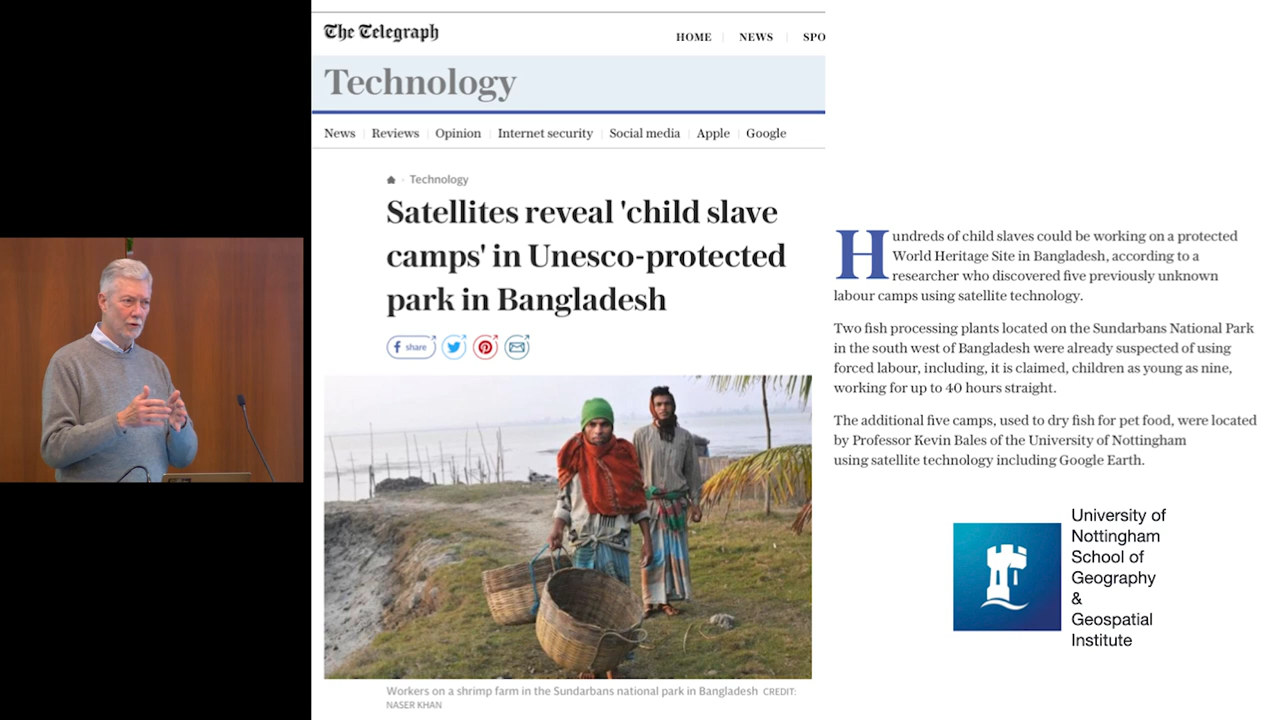 The Telegraph
HOME NEWS SPO
Technology
News Reviews Opinion Internet security Social media Apple Google
Technology
Satellites reveal 'child slave
camps' in Unesco-protected
park in Bangladesh
share
Workers on a shrimp farm in the Sundarbans national park in Bangladesh CREDIT:
NASER KHAN
Hundreds of child slaves could be working on a protected
World Heritage Site in Bangladesh, according to a
researcher who discovered five previously unknown
labour camps using satellite technology.
Two fish processing plants located on the Sundarbans National Park
in the south west of Bangladesh were already suspected of using
forced labour, including, it is claimed, children as young as nine,
working for up to 40 hours straight.
The additional five camps, used to dry fish for pet food, were located
by Professor Kevin Bales of the University of Nottingham
using satellite technology including Google Earth.
University of
Nottingham
School of
Geography
&
Geospatial
Institute